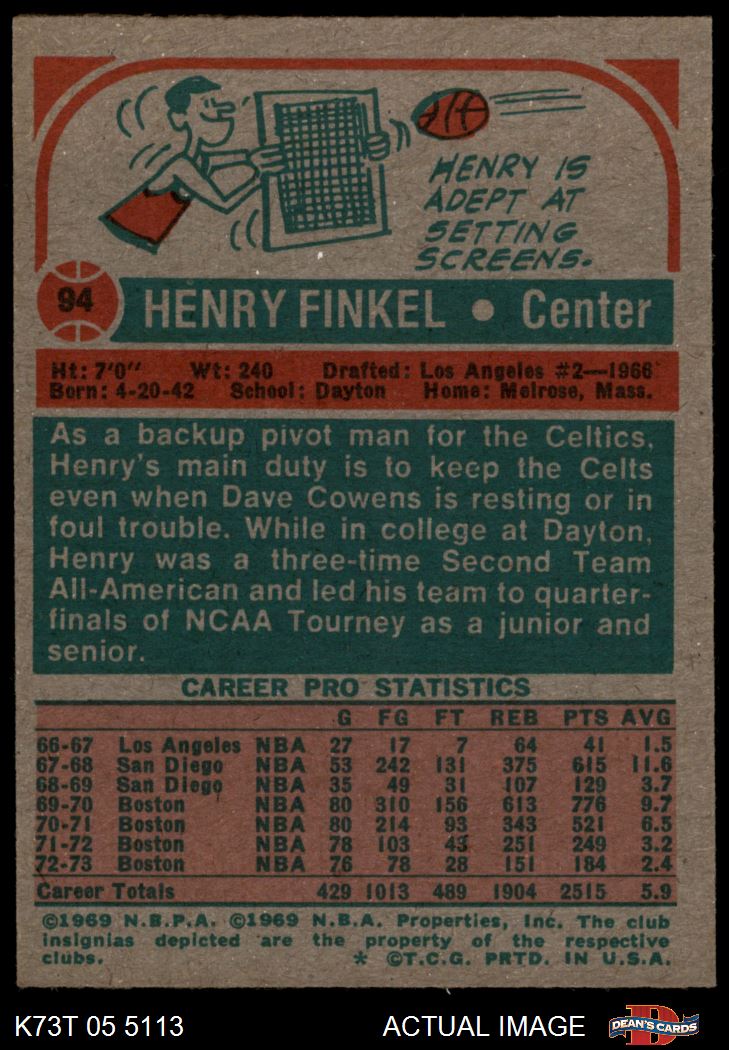 HENRY IS
ADEPT AT
SETTING
SCREENS.
94 HENRY FINKEL • Center
Ht: 7'0" Wt: 240 Drafted: Los Angeles #2—1966
Born: 4-20-42 School: Dayton Home: Melrose, Mass.
As a backup pivot man for the Celtics,
Henry's main duty is to keep the Celts
even when Dave Cowens is resting or in
foul trouble. While in college at Dayton,
Henry was a three-time Second Team
All-American and led his team to quarter-
finals of NCAA Tourney as a junior and
senior.
CAREER PRO STATISTICS
G FG FT REB PTS AVG
66-67 Los Angeles NBA 27 17 7 64 41 1.5
67-68 San Diego NBA 53 242 131 375 615 11.6
68-69 San Diego NBA 35 49 31 107 129 3.7
69-70 Boston NBA 80 310 156 613 776 9.7
70-71 Boston NBA 80 214 93 343 521 6.5
71-72 Boston NBA 78 103 43 251 249 3.2
72-73 Boston NBA 76 78 28 151 184 2.4
Career Totals 429 1013 489 1904 2515 5.9
©1969 N.B.P.A. ©1969 N.B.A. Properties, Inc. The club
insignias depicted are the property of the respective
clubs. * ©T.C.G. PRTD. IN U.S.A.
K73T 05 5113 ACTUAL IMAGE DEAN'S CARDS